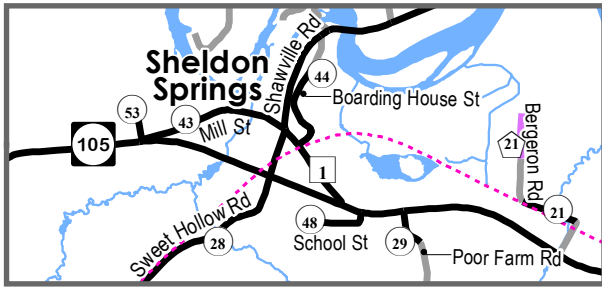 Sheldon
Springs
Shawville Rd
44
Boarding House St
53
43
Mill St
105
Bergeron Rd
21
1
Sweet Hollow Rd
28
48
School St
29
21
Poor Farm Rd